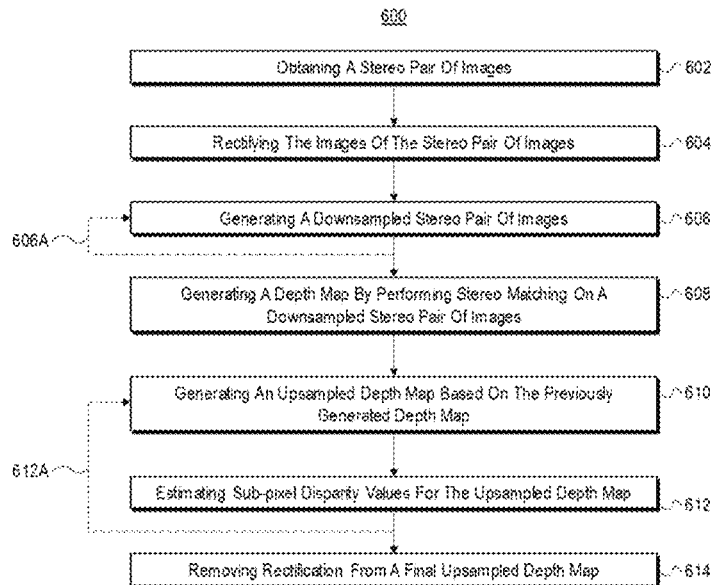 600
Obtaining A Stereo Pair Of Images
602
Rectifying The Images Of The Stereo Pair Of Images
604
Generating A Downsampled Stereo Pair Of Images
606
606A
Generating A Depth Map By Performing Stereo Matching On A
Downsampled Stereo Pair Of Images
608
Generating An Upsampled Depth Map Based On The Previously
Generated Depth Map
610
612A
Estimating Sub-pixel Disparity Values For The Upsampled Depth Map
612
Removing Rectification From A Final Upsampled Depth Map
614